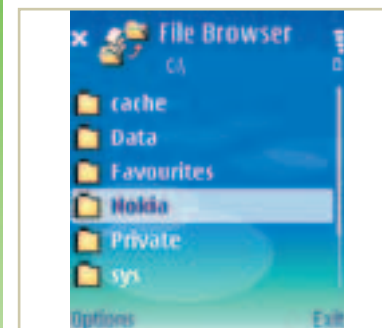 File Browser
C:\
cache
Data
Favourites
Nokia
Private
sys
Options Exit